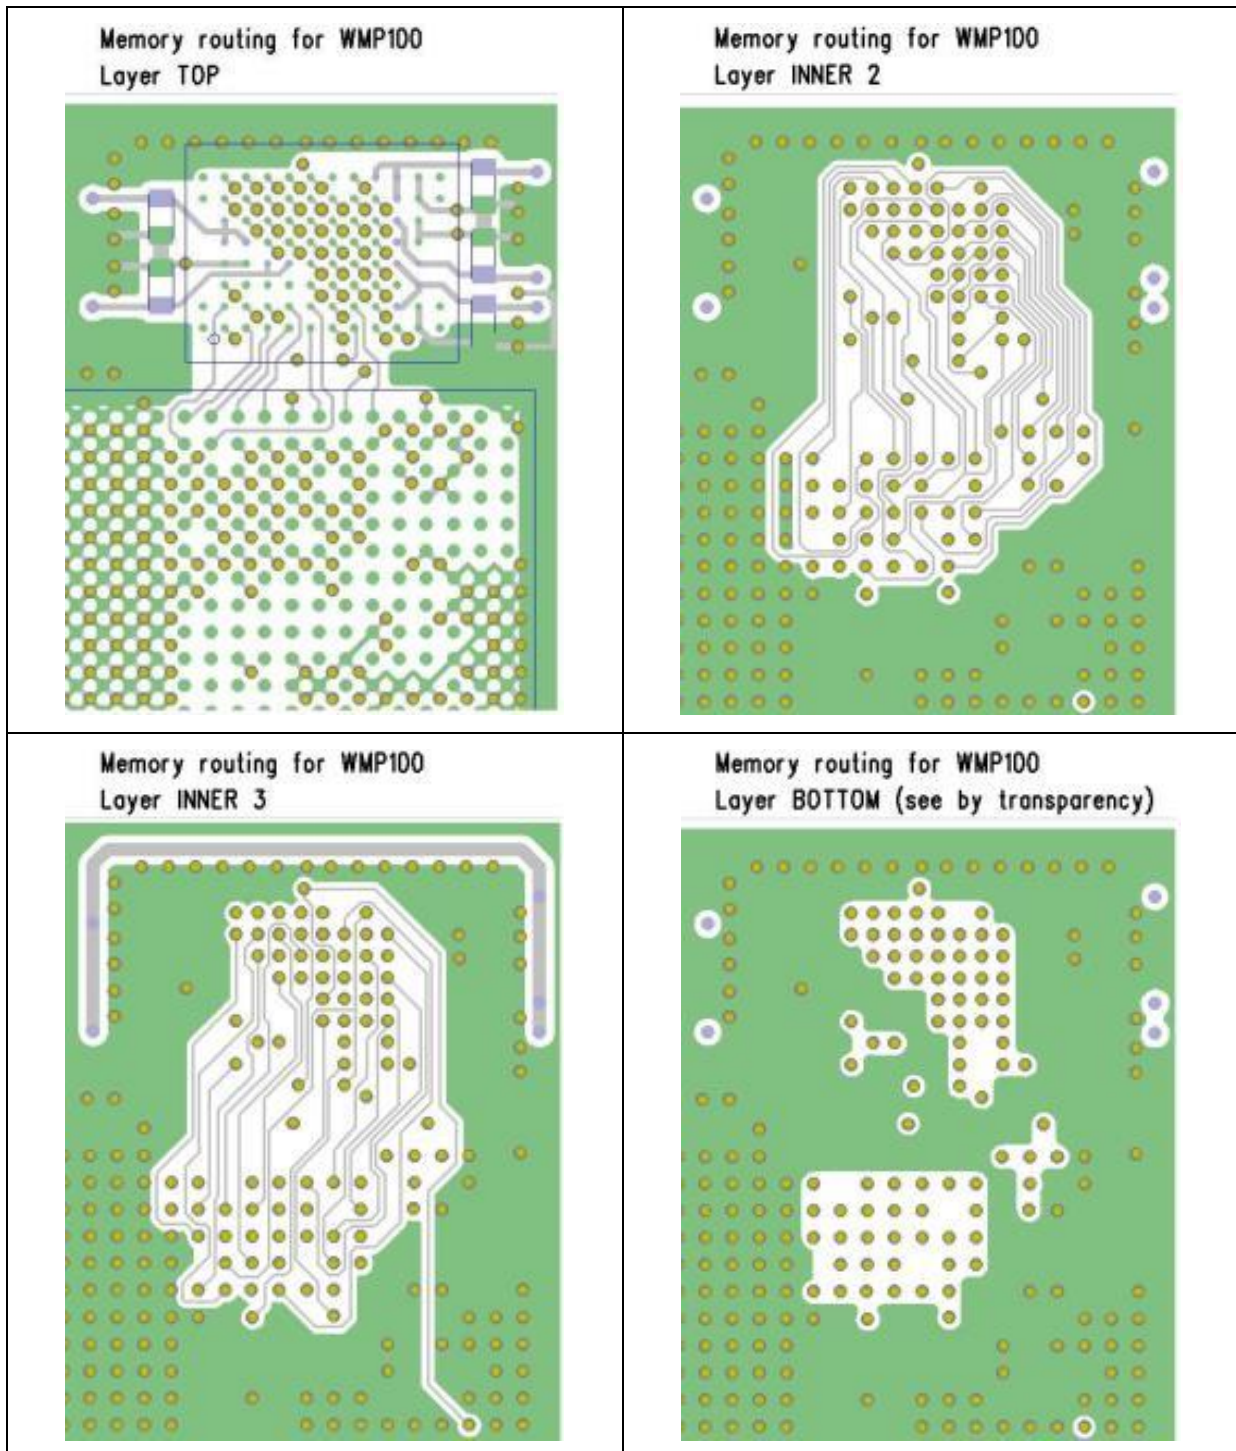 Memory routing for WMP100
Layer TOP
Memory routing for WMP100
Layer INNER 2
Memory routing for WMP100
Layer INNER 3
Memory routing for WMP100
Layer BOTTOM (see by transparency)